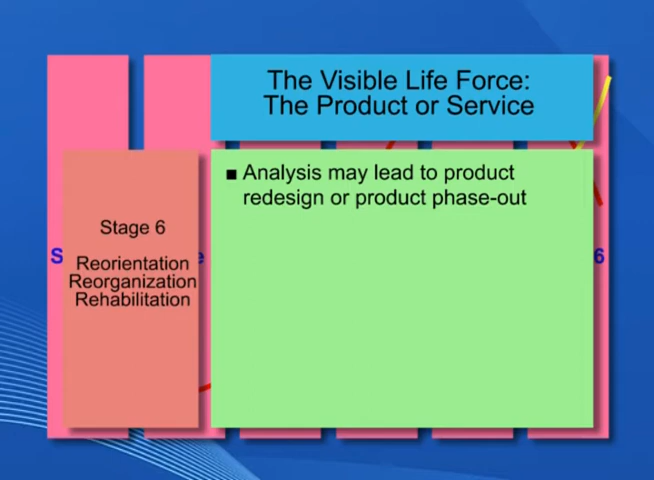 The Visible Life Force:
The Product or Service
■ Analysis may lead to product
redesign or product phase-out
Stage 6
Reorientation
Reorganization
Rehabilitation
S
e
6